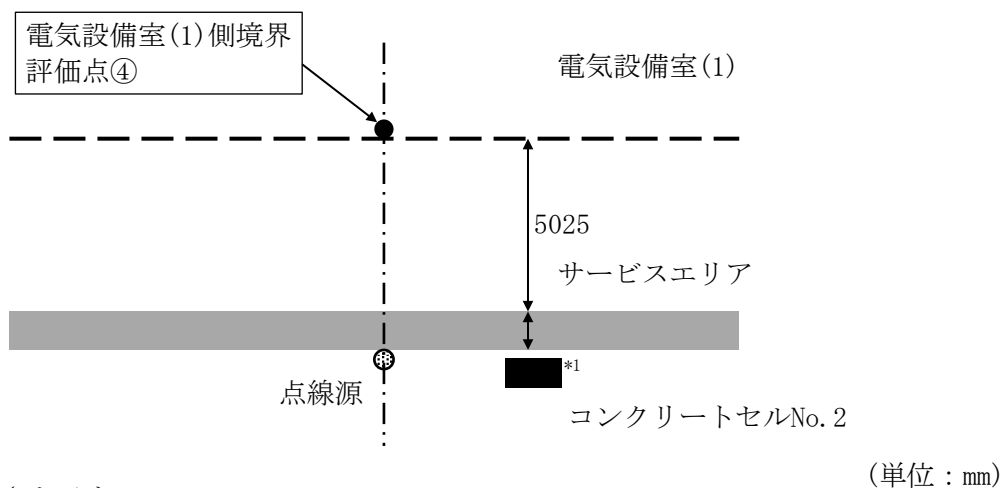 電気設備室(1)側境界
評価点④
電気設備室(1)
5025
サービスエリア
*1
点線源
コンクリートセルNo.2
(単位：mm)